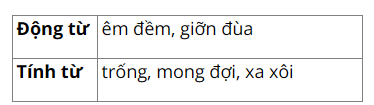 Động từ êm đềm, giỡn đùa
Tính từ trống, mong đợi, xa xôi